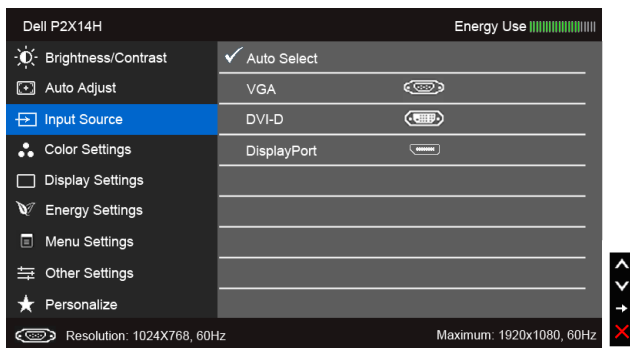 Dell P2X14H Energy Use
Brightness/Contrast Auto Select
Auto Adjust VGA
Input Source DVI-D
Color Settings DisplayPort
Display Settings
Energy Settings
Menu Settings
Other Settings
Personalize
Resolution: 1024X768, 60Hz Maximum: 1920x1080, 60Hz